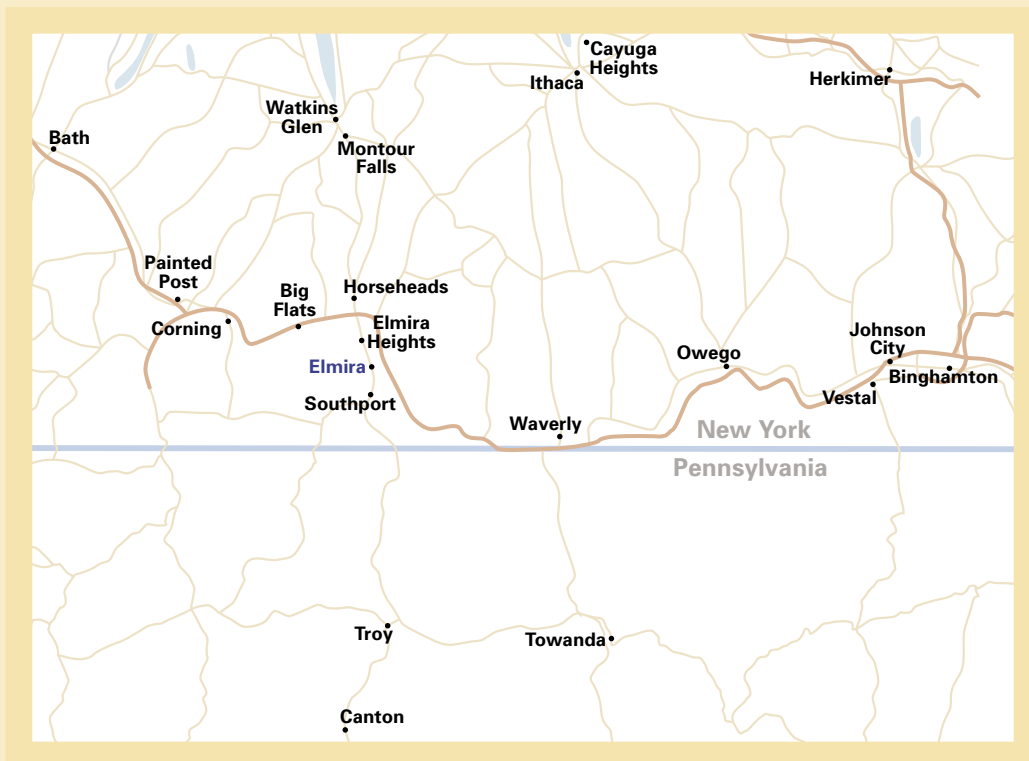 Cayuga
Heights
Ithaca
Herkimer
Watkins
Glen
Bath
Montour
Falls
Painted
Post
Big
Flats
Horseheads
Corning
Elmira
Heights
Johnson
City
Owego
Elmira
Binghamton
Vestal
Southport
Waverly
New York
Pennsylvania
Troy
Towanda
Canton